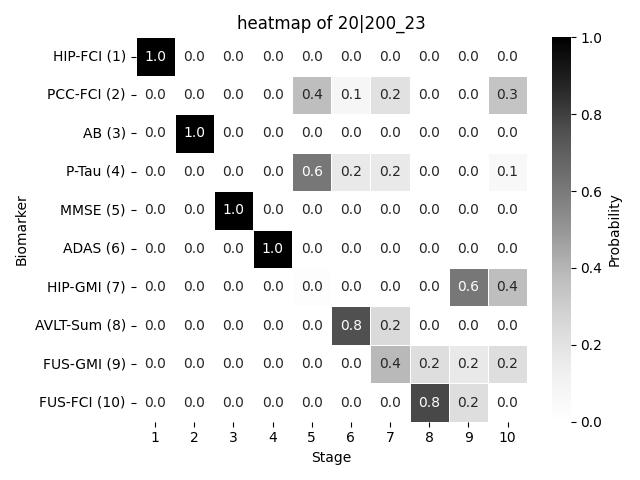 heatmap of 20|200_23
HIP-FCI (1) 1.0 0.0 0.0 0.0 0.0 0.0 0.0 0.0 0.0 0.0
PCC-FCI (2) 0.0 0.0 0.0 0.0 0.4 0.1 0.2 0.0 0.0 0.3
AB (3) 0.0 1.0 0.0 0.0 0.0 0.0 0.0 0.0 0.0 0.0
P-Tau (4) 0.0 0.0 0.0 0.0 0.6 0.2 0.2 0.0 0.0 0.1
MMSE (5) 0.0 0.0 1.0 0.0 0.0 0.0 0.0 0.0 0.0 0.0
ADAS (6) 0.0 0.0 0.0 1.0 0.0 0.0 0.0 0.0 0.0 0.0
HIP-GMI (7) 0.0 0.0 0.0 0.0 0.0 0.0 0.0 0.0 0.6 0.4
AVLT-Sum (8) 0.0 0.0 0.0 0.0 0.0 0.8 0.2 0.0 0.0 0.0
FUS-GMI (9) 0.0 0.0 0.0 0.0 0.0 0.0 0.4 0.2 0.2 0.2
FUS-FCI (10) 0.0 0.0 0.0 0.0 0.0 0.0 0.0 0.8 0.2 0.0
1 2 3 4 5 6 7 8 9 10
Stage
Biomarker
1.0
0.8
0.6
0.4
0.2
0.0
Probability